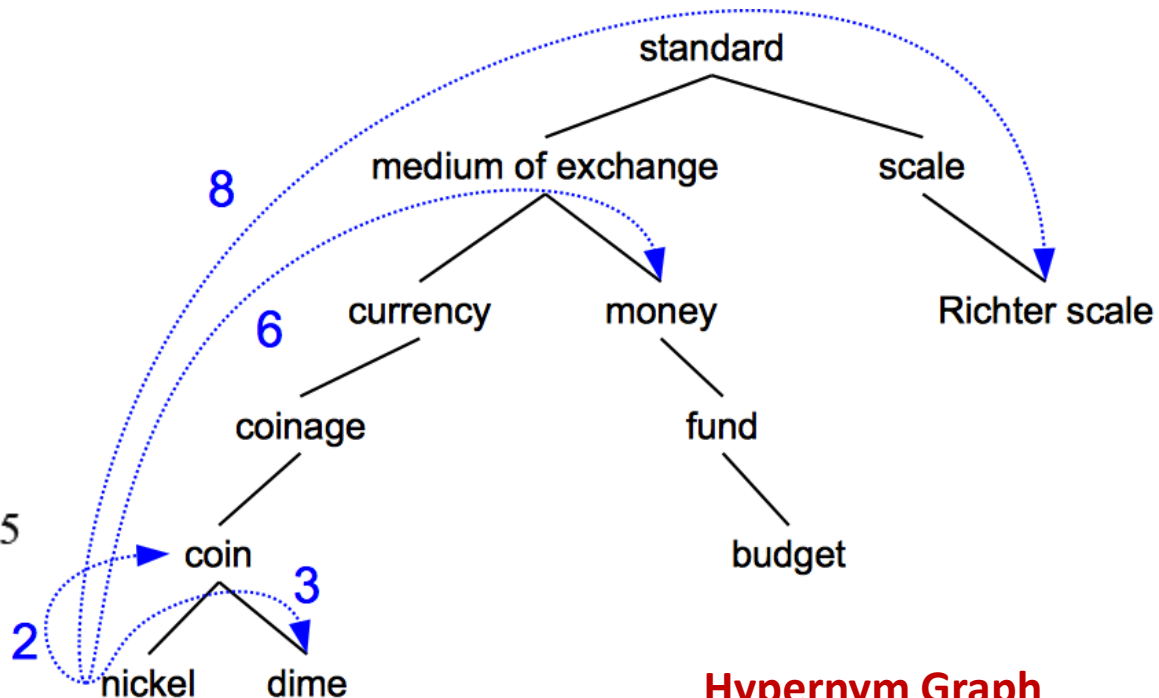 standard
medium of exchange
scale
8
6
currency
money
Richter scale
coinage
fund
5
coin
budget
3
2
nickel
dime
Hypernym Graph